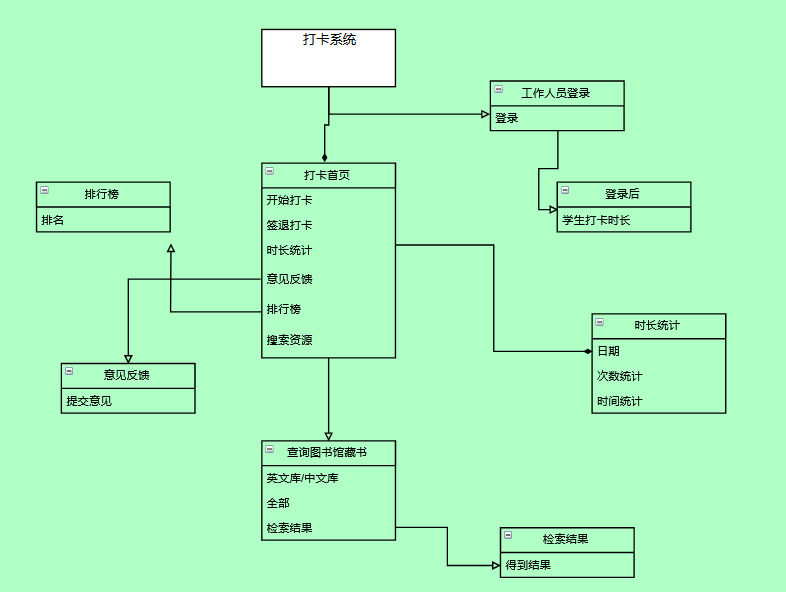 打卡系统
工作人员登录
登录
打卡首页
开始打卡
签退打卡
时长统计
意见反馈
排行榜
搜索资源
排行榜
排名
登录后
学生打卡时长
时长统计
日期
次数统计
时间统计
意见反馈
提交意见
查询图书馆藏书
英文库/中文库
全部
检索结果
检索结果
得到结果